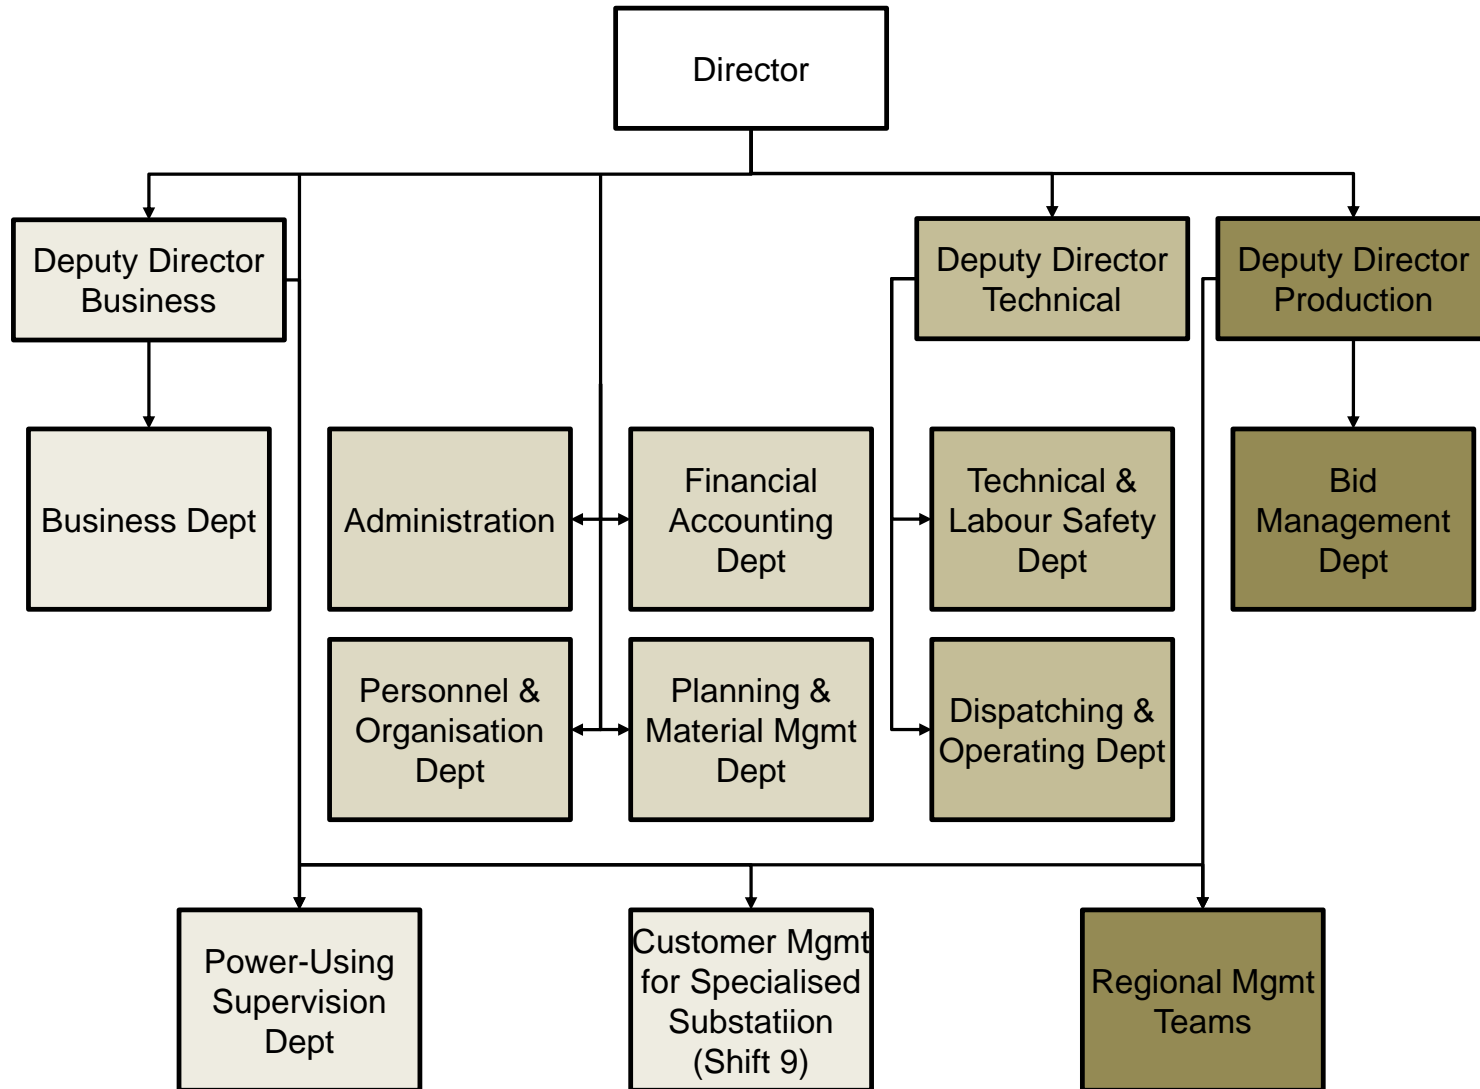 Director
Deputy Director
Business
Deputy Director
Technical
Deputy Director
Production
Business Dept
Administration
Financial
Accounting
Dept
Technical &
Labour Safety
Dept
Bid
Management
Dept
Personnel &
Organisation
Dept
Planning &
Material Mgmt
Dept
Dispatching &
Operating Dept
Power-Using
Supervision
Dept
Customer Mgmt
for Specialised
Substatiion
(Shift 9)
Regional Mgmt
Teams